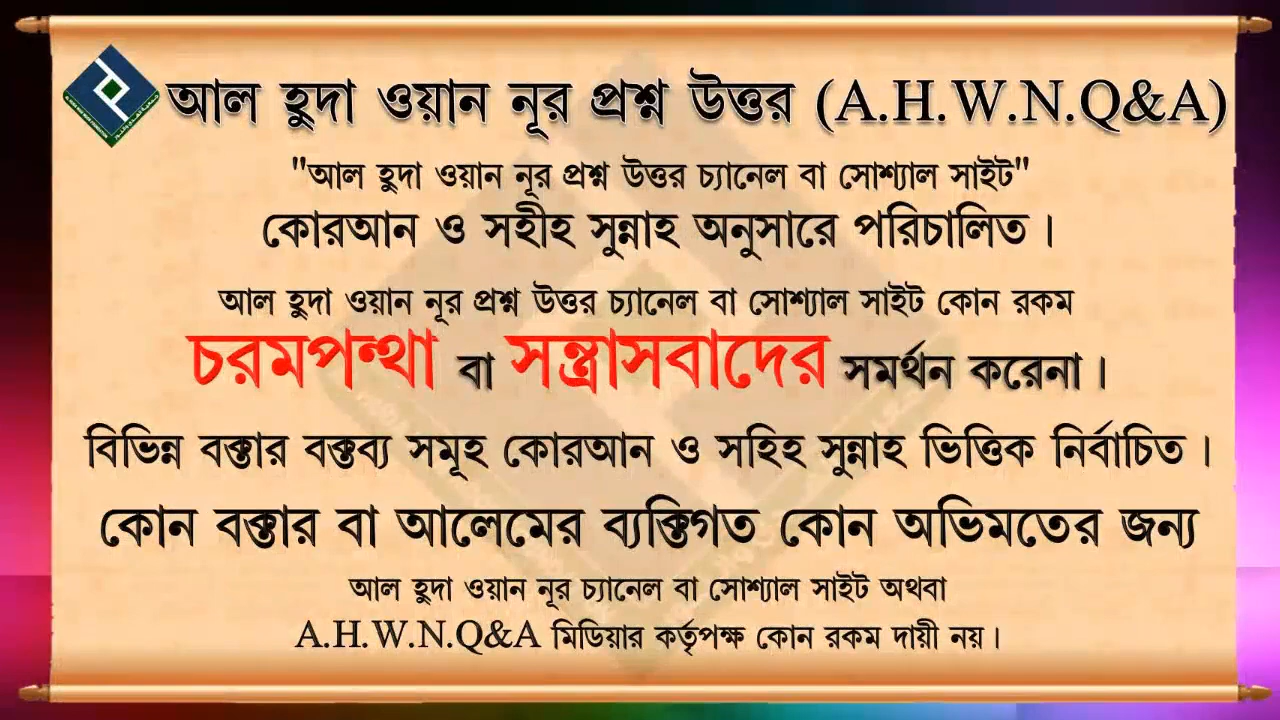 আল হুদা ওয়ান নূর প্রশ্ন উত্তর (A.H.W.N.Q&A)
"আল হুদা ওয়ান নূর প্রশ্ন উত্তর চ্যানেল বা সোশ্যাল সাইট"
কোরআন ও সহীহ সুন্নাহ অনুসারে পরিচালিত।
আল হুদা ওয়ান নূর প্রশ্ন উত্তর চ্যানেল বা সোশ্যাল সাইট কোন রকম
চরমপন্থা বা সন্ত্রাসবাদের সমর্থন করেনা।
বিভিন্ন বক্তার বক্তব্য সমূহ কোরআন ও সহিহ সুন্নাহ ভিত্তিক নির্বাচিত।
কোন বক্তার বা আলেমের ব্যক্তিগত কোন অভিমতের জন্য
আল হুদা ওয়ান নূর চ্যানেল বা সোশ্যাল সাইট অথবা
A.H.W.N.Q&A মিডিয়ার কর্তৃপক্ষ কোন রকম দায়ী নয়।